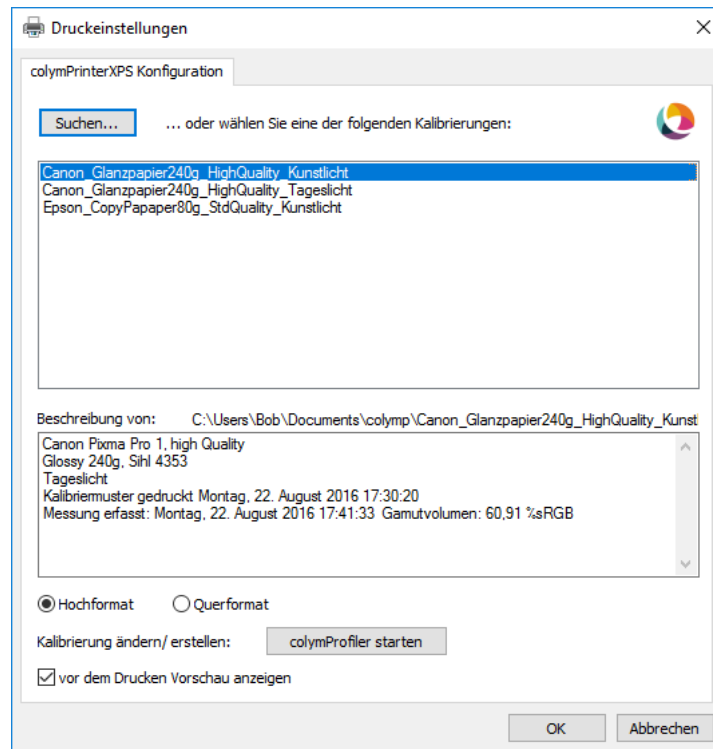 Druckeinstellungen
colymPrinterXPS Konfiguration
Suchen... ... oder wählen Sie eine der folgenden Kalibrierungen:
Canon_Glanzpapier240g_HighQuality_Kunstlicht
Canon_Glanzpapier240g_HighQuality_Tageslicht
Epson_CopyPapaper80g_StdQuality_Kunstlicht
Beschreibung von: C:\Users\Bob\Documents\colymp\Canon_Glanzpapier240g_HighQuality_Kunst
Canon Pixma Pro 1, high Quality
Glossy 240g, Sihl 4353
Tageslicht
Kalibriermuster gedruckt Montag, 22. August 2016 17:30:20
Messung erfasst: Montag, 22. August 2016 17:41:33 Gamutvolumen: 60,91 %sRGB
Hochformat Querformat
Kalibrierung ändern/ erstellen: colymProfiler starten
vor dem Drucken Vorschau anzeigen
OK Abbrechen